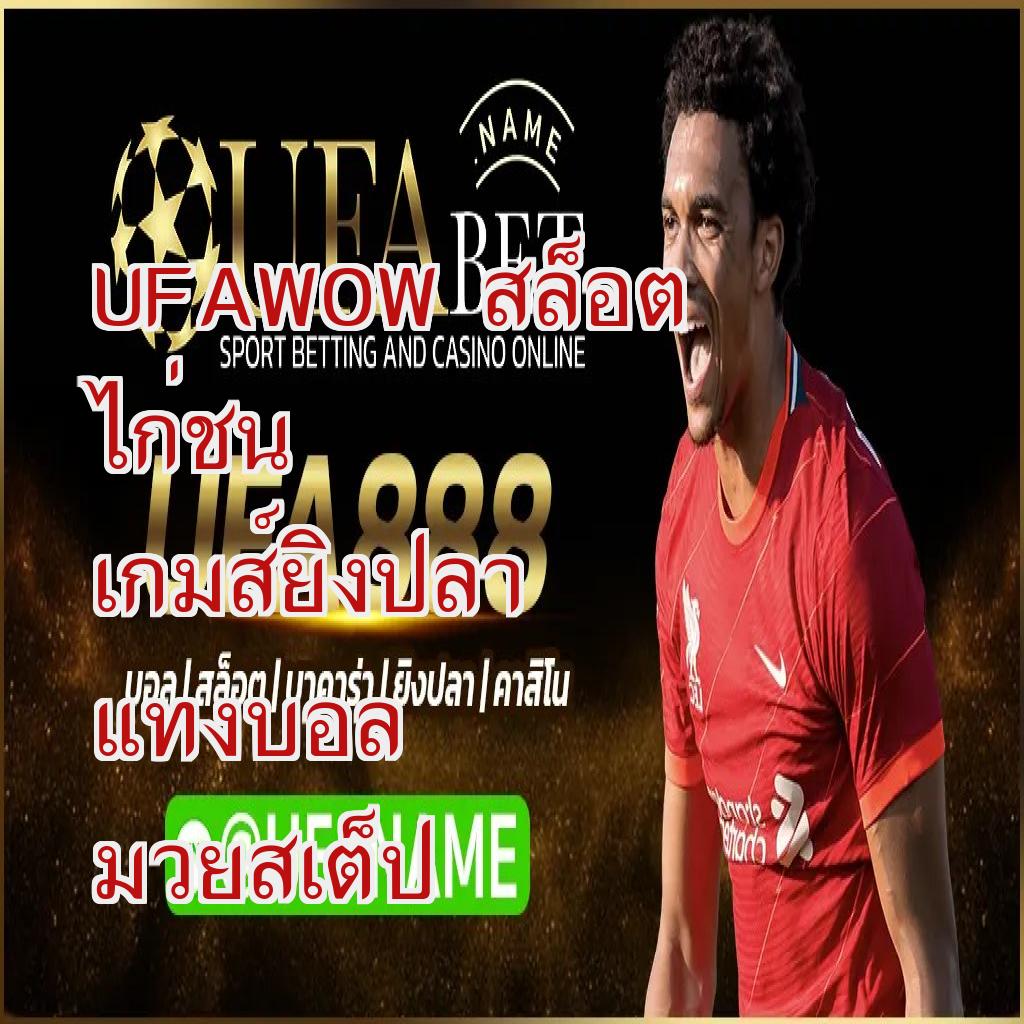 .NAME
UFA
BET
UFAWOW สล็อต
SPORT BETTING AND CASINO ONLINE
ไก่ชน
UFA888
เกมส์ยิงปลา
บอล | สล็อต | บาคาร่า | ยิงปลา | คาสิโน
แทงบอล
มวยสเต็ป